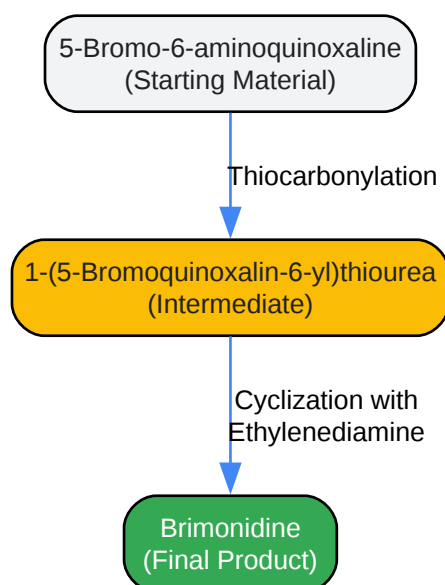 5-Bromo-6-aminoquinoxaline
(Starting Material)
Thiocarbonylation
1-(5-Bromoquinoxalin-6-yl)thiourea
(Intermediate)
Cyclization with
Ethylenediamine
Brimonidine
(Final Product)